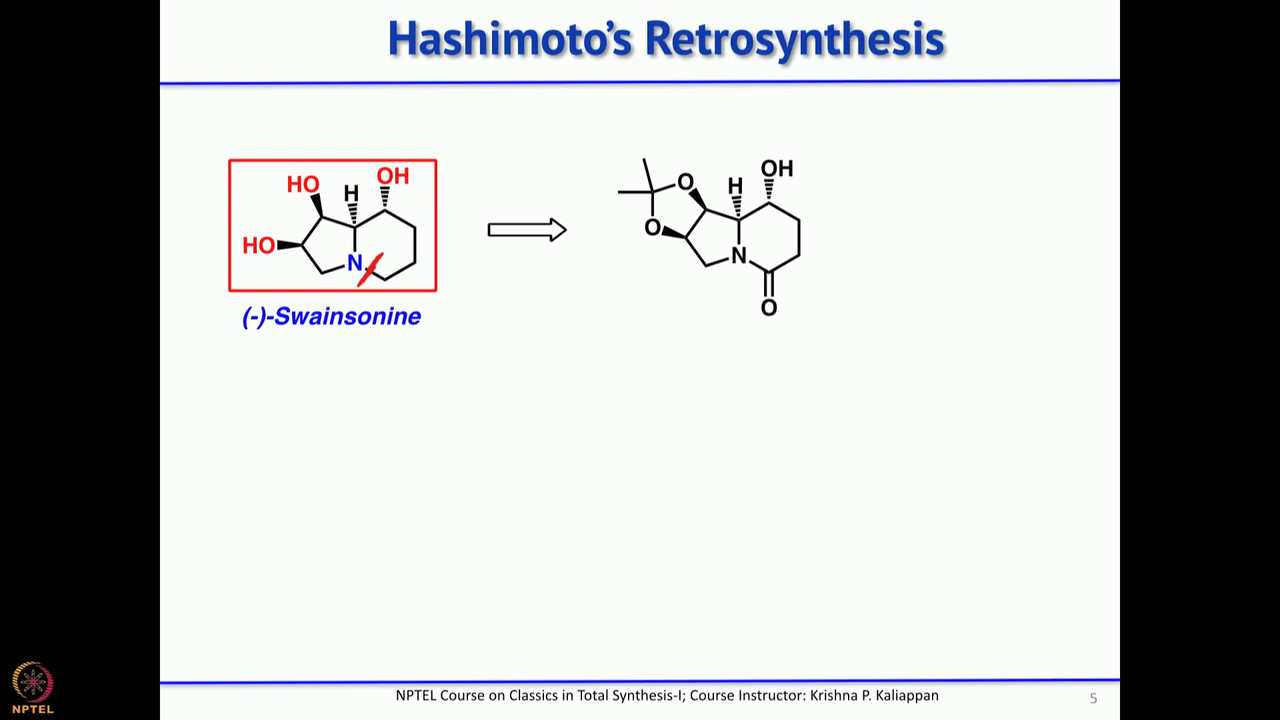 Hashimoto's Retrosynthesis
HO
H
OH
HO
N
(-)-Swainsonine
O
H
OH
O
N
O
NPTEL Course on Classics in Total Synthesis-I; Course Instructor: Krishna P. Kaliappan
5
NPTEL